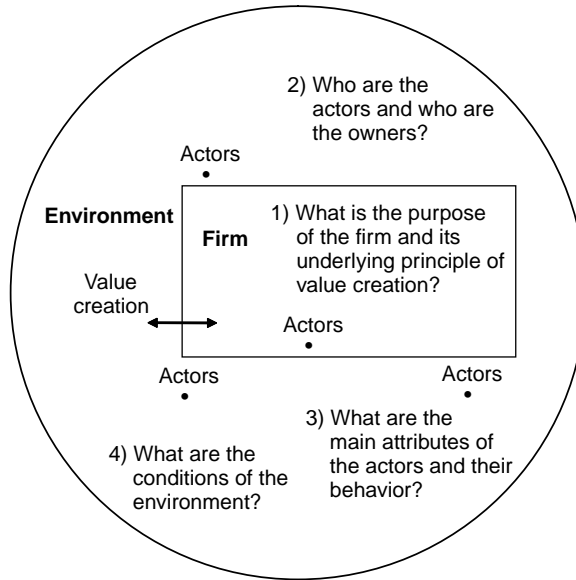 2) Who are the
actors and who are
the owners?
Actors
Environment
Firm
1) What is the purpose
of the firm and its
underlying principle of
value creation?
Value
creation
Actors
Actors
Actors
3) What are the
main attributes of
the actors and their
behavior?
4) What are the
conditions of the
environment?